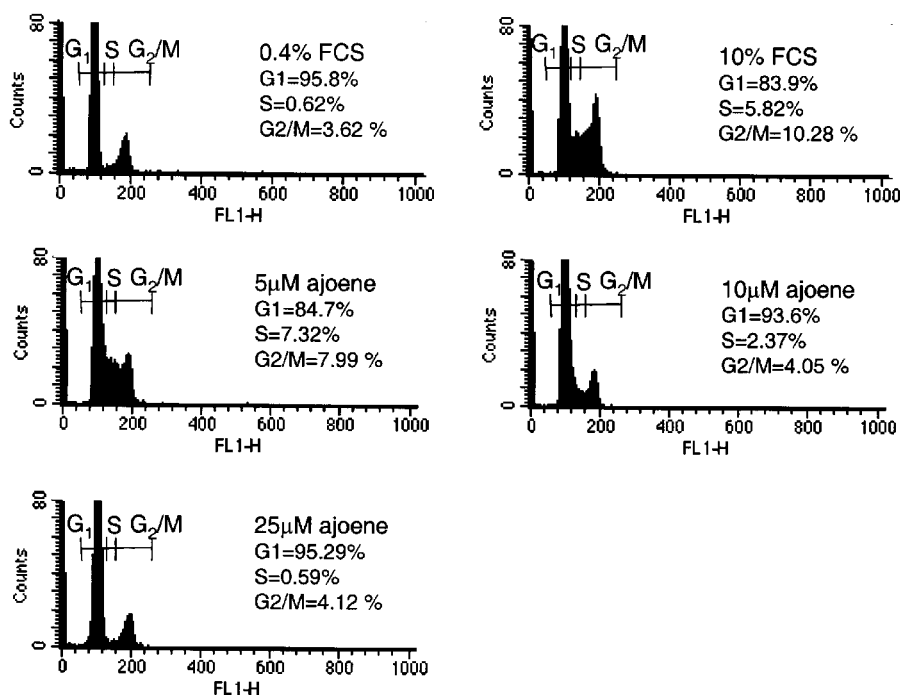 80
G1 S G2/M
0.4% FCS
G1=95.8%
S=0.62%
G2/M=3.62 %
Counts
0
0 200 400 600 800 1000
FL1-H
80
G1 S G2/M
10% FCS
G1=83.9%
S=5.82%
G2/M=10.28 %
Counts
0
0 200 400 600 800 1000
FL1-H
80
G1 S G2/M
5μM ajoene
G1=84.7%
S=7.32%
G2/M=7.99 %
Counts
0
0 200 400 600 800 1000
FL1-H
80
G1 S G2/M
10μM ajoene
G1=93.6%
S=2.37%
G2/M=4.05 %
Counts
0
0 200 400 600 800 1000
FL1-H
80
G1 S G2/M
25μM ajoene
G1=95.29%
S=0.59%
G2/M=4.12 %
Counts
0
0 200 400 600 800 1000
FL1-H